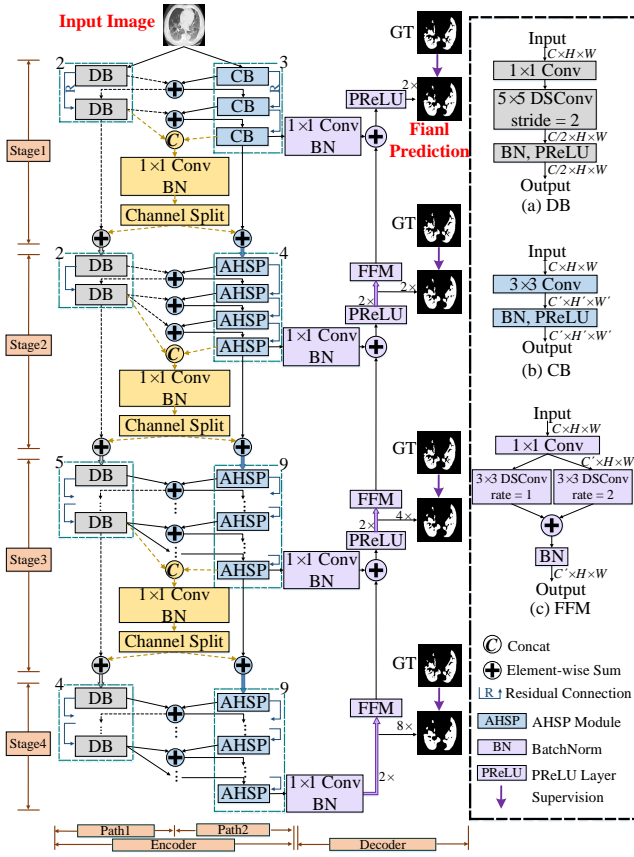 Input Image
GT
2
3
DB
CB
R
R
DB
CB
CB
C
PReLU
2×
1×1 Conv
BN
Fianl
Prediction
1×1 Conv
BN
Channel Split
Stage1
GT
2
4
DB
AHSP
DB
AHSP
AHSP
AHSP
C
FFM
2×
2×
PReLU
1×1 Conv
BN
1×1 Conv
BN
Channel Split
Stage2
GT
5
9
DB
AHSP
DB
AHSP
AHSP
C
FFM
2×
4×
PReLU
1×1 Conv
BN
1×1 Conv
BN
Channel Split
Stage3
GT
4
9
DB
AHSP
DB
AHSP
AHSP
FFM
8×
2×
1×1 Conv
BN
Stage4
Path1
Path2
Encoder
Decoder
Input
C×H×W
1×1 Conv
5×5 DSConv
stride = 2
C/2×H×W
BN, PReLU
C/2×H×W
Output
(a) DB
Input
C×H×W
3×3 Conv
C´×H´×W´
BN, PReLU
C´×H´×W´
Output
(b) CB
Input
C×H×W
1×1 Conv
C´×H×W
3×3 DSConv
rate = 1
3×3 DSConv
rate = 2
BN
C´×H×W
Output
(c) FFM
C Concat
Element-wise Sum
R Residual Connection
AHSP AHSP Module
BN BatchNorm
PReLU PReLU Layer
Supervision